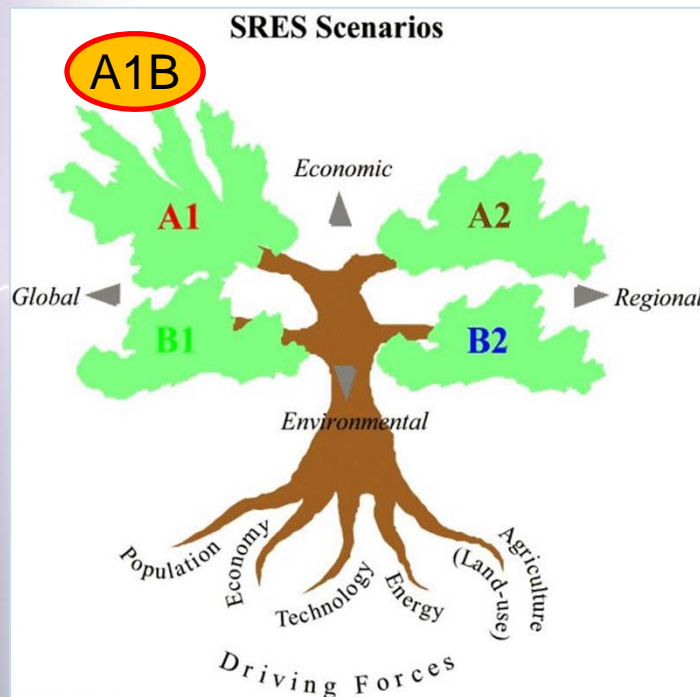 SRES Scenarios
A1B
Economic
A1
A2
Global
Regional
B1
B2
Environmental
Population
Economy
Technology
Energy
Agriculture
(Land-use)
Driving Forces